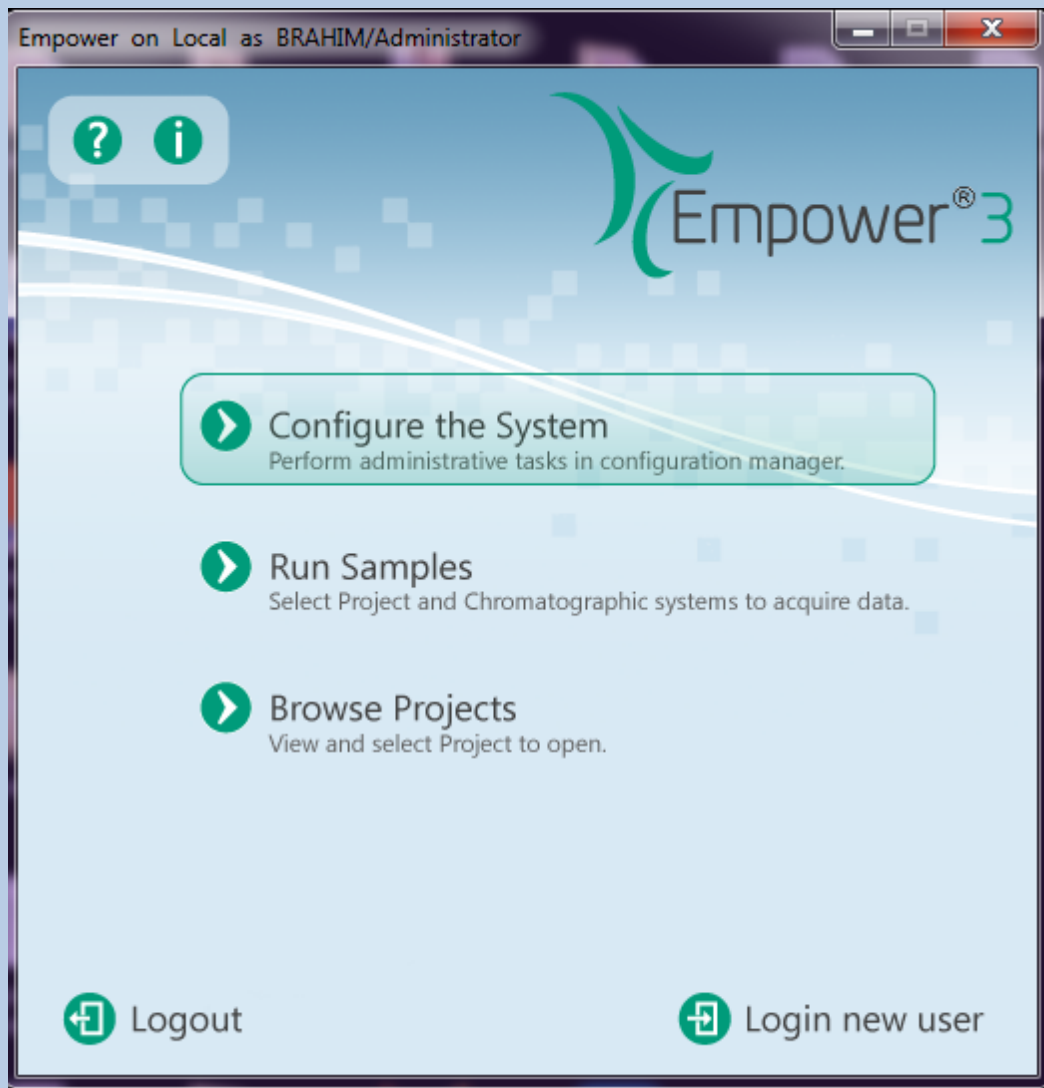 Empower on Local as BRAHIM/Administrator
? i
Empower®3
Configure the System
Perform administrative tasks in configuration manager.
Run Samples
Select Project and Chromatographic systems to acquire data.
Browse Projects
View and select Project to open.
Logout
Login new user